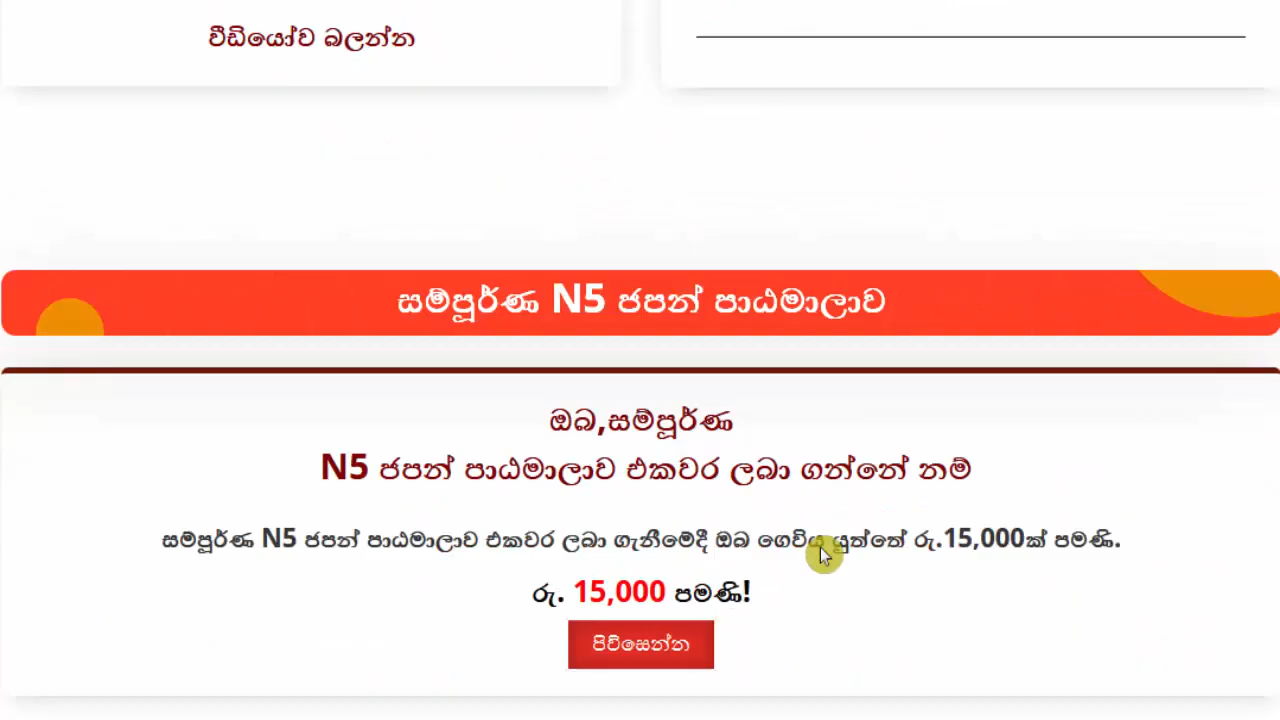 වීඩියෝව බලන්න
සම්පූර්ණ N5 ජපන් පාඨමාලාව
ඔබ,සම්පූර්ණ
N5 ජපන් පාඨමාලාව එකවර ලබා ගන්නේ නම්
සම්පූර්ණ N5 ජපන් පාඨමාලාව එකවර ලබා ගැනීමේදී ඔබ ගෙවිය යුත්තේ රු.15,000ක් පමණි.
රු. 15,000 පමණි!
පිවිසෙන්න